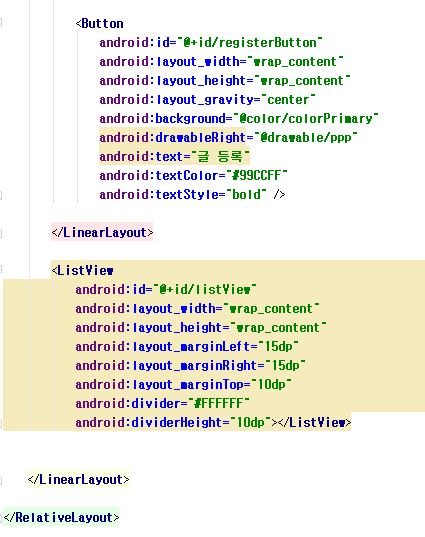 <Button
android:id="@+id/registerButton"
android:layout_width="wrap_content"
android:layout_height="wrap_content"
android:layout_gravity="center"
android:background="@color/colorPrimary"
android:drawableRight="@drawable/ppp"
android:text="글 등록"
android:textColor="#99CCFF"
android:textStyle="bold" />
</LinearLayout>
<ListView
android:id="@+id/listView"
android:layout_width="wrap_content"
android:layout_height="wrap_content"
android:layout_marginLeft="15dp"
android:layout_marginRight="15dp"
android:layout_marginTop="10dp"
android:divider="#FFFFFF"
android:dividerHeight="10dp"></ListView>
</LinearLayout>
</RelativeLayout>